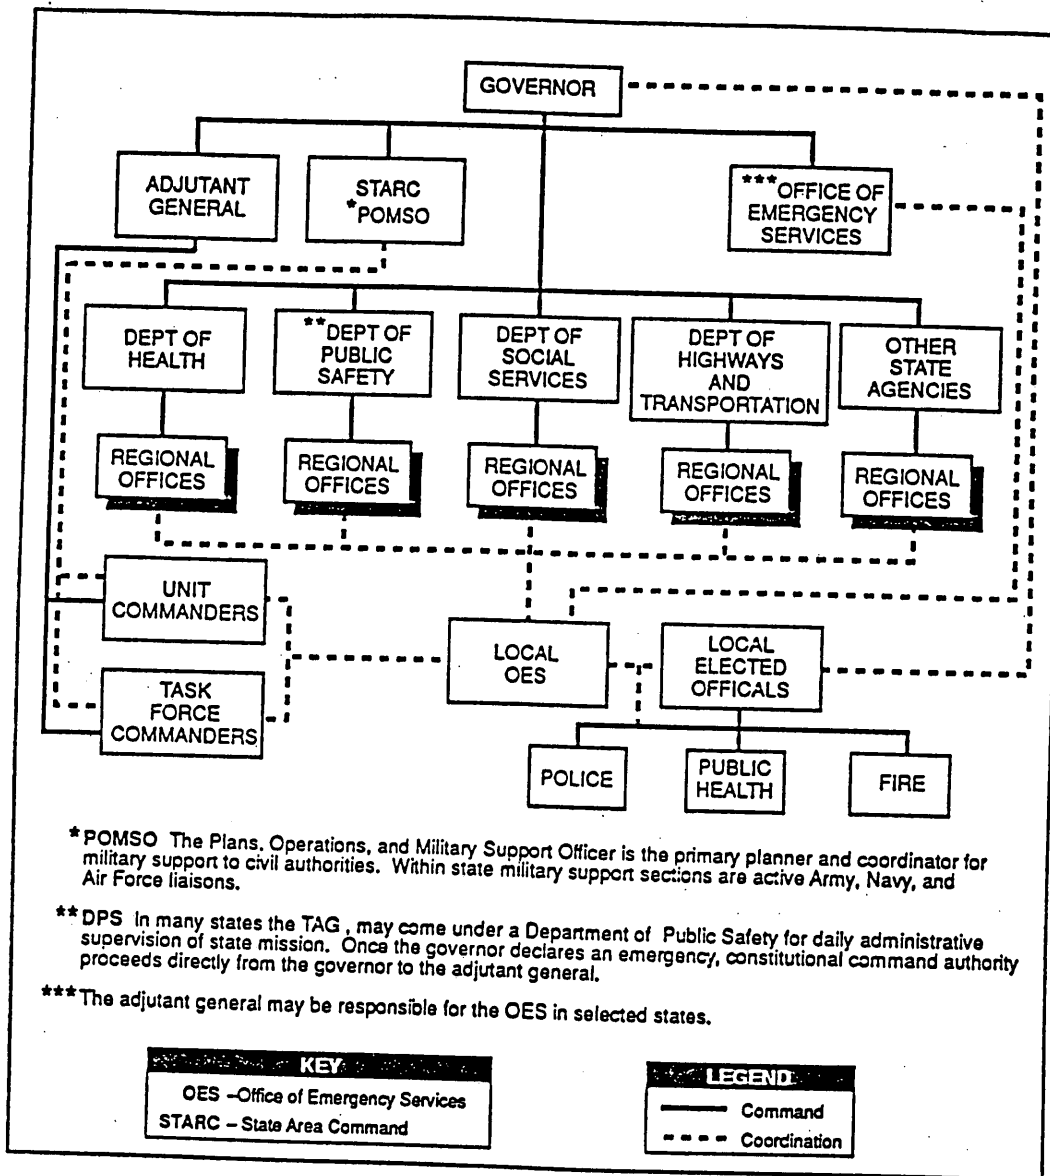 GOVERNOR
ADJUTANT
GENERAL
STARC
*POMSO
***OFFICE OF
EMERGENCY
SERVICES
DEPT OF
HEALTH
**DEPT OF
PUBLIC
SAFETY
DEPT OF
SOCIAL
SERVICES
DEPT OF
HIGHWAYS
AND
TRANSPORTATION
OTHER
STATE
AGENCIES
REGIONAL
OFFICES
REGIONAL
OFFICES
REGIONAL
OFFICES
REGIONAL
OFFICES
REGIONAL
OFFICES
UNIT
COMMANDERS
LOCAL
OES
LOCAL
ELECTED
OFFICALS
TASK
FORCE
COMMANDERS
POLICE
PUBLIC
HEALTH
FIRE
*POMSO The Plans, Operations, and Military Support Officer is the primary planner and coordinator for
military support to civil authorities. Within state military support sections are active Army, Navy, and
Air Force liaisons.
**DPS In many states the TAG , may come under a Department of Public Safety for daily administrative
supervision of state mission. Once the governor declares an emergency, constitutional command authority
proceeds directly from the governor to the adjutant general.
***The adjutant general may be responsible for the OES in selected states.
KEY
OES –Office of Emergency Services
STARC – State Area Command
LEGEND
Command
Coordination